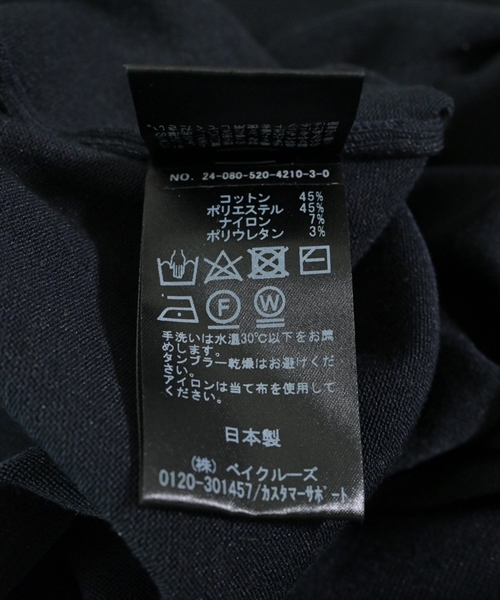 NO. 24-080-520-4210-3-0
コットン 45%
ポリエステル 45%
ナイロン 7%
ポリウレタン 3%
F W
手洗いは水温30℃以下をお薦
めします。
タンブラー乾燥はお避けくだ
さい。
アイロンは当て布を使用して
ください。
日本製
(株) ベイクルーズ
0120-301457/カスタマーサポート